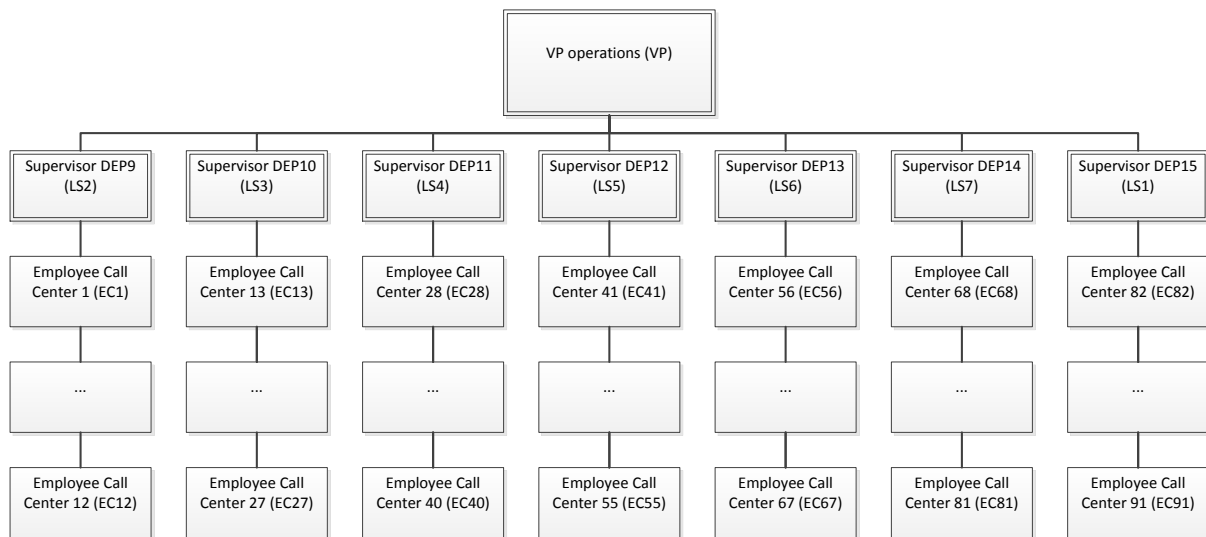 VP operations (VP)
Supervisor DEP9
(LS2)
Supervisor DEP10
(LS3)
Supervisor DEP11
(LS4)
Supervisor DEP12
(LS5)
Supervisor DEP13
(LS6)
Supervisor DEP14
(LS7)
Supervisor DEP15
(LS1)
Employee Call
Center 1 (EC1)
Employee Call
Center 13 (EC13)
Employee Call
Center 28 (EC28)
Employee Call
Center 41 (EC41)
Employee Call
Center 56 (EC56)
Employee Call
Center 68 (EC68)
Employee Call
Center 82 (EC82)
...
...
...
...
...
...
...
Employee Call
Center 12 (EC12)
Employee Call
Center 27 (EC27)
Employee Call
Center 40 (EC40)
Employee Call
Center 55 (EC55)
Employee Call
Center 67 (EC67)
Employee Call
Center 81 (EC81)
Employee Call
Center 91 (EC91)